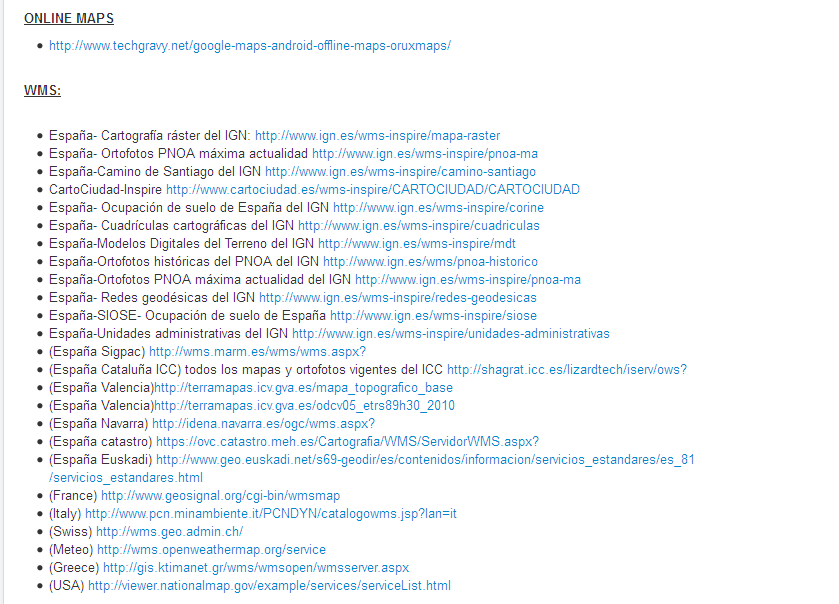 ONLINE MAPS
• http://www.techgravy.net/google-maps-android-offline-maps-oruxmaps/
WMS:
• España- Cartografía ráster del IGN: http://www.ign.es/wms-inspire/mapa-raster
• España- Ortofotos PNOA máxima actualidad http://www.ign.es/wms-inspire/pnoa-ma
• España-Camino de Santiago del IGN http://www.ign.es/wms-inspire/camino-santiago
• CartoCiudad-Inspire http://www.cartociudad.es/wms-inspire/CARTOCIUDAD/CARTOCIUDAD
• España- Ocupación de suelo de España del IGN http://www.ign.es/wms-inspire/corine
• España- Cuadrículas cartográficas del IGN http://www.ign.es/wms-inspire/cuadriculas
• España-Modelos Digitales del Terreno del IGN http://www.ign.es/wms-inspire/mdt
• España-Ortofotos históricas del PNOA del IGN http://www.ign.es/wms/pnoa-historico
• España-Ortofotos PNOA máxima actualidad del IGN http://www.ign.es/wms-inspire/pnoa-ma
• España- Redes geodésicas del IGN http://www.ign.es/wms-inspire/redes-geodesicas
• España-SIOSE- Ocupación de suelo de España http://www.ign.es/wms-inspire/siose
• España-Unidades administrativas del IGN http://www.ign.es/wms-inspire/unidades-administrativas
• (España Sigpac) http://wms.marm.es/wms/wms.aspx?
• (España Cataluña ICC) todos los mapas y ortofotos vigentes del ICC http://shagrat.icc.es/lizardtech/iserv/ows?
• (España Valencia)http://terramapas.icv.gva.es/mapa_topografico_base
• (España Valencia)http://terramapas.icv.gva.es/odcv05_etrs89h30_2010
• (España Navarra) http://idena.navarra.es/ogc/wms.aspx?
• (España catastro) https://ovc.catastro.meh.es/Cartografia/WMS/ServidorWMS.aspx?
• (España Euskadi) http://www.geo.euskadi.net/s69-geodir/es/contenidos/informacion/servicios_estandares/es_81
/servicios_estandares.html
• (France) http://www.geosignal.org/cgi-bin/wmsmap
• (Italy) http://www.pcn.minambiente.it/PCNDYN/catalogowms.jsp?lan=it
• (Swiss) http://wms.geo.admin.ch/
• (Meteo) http://wms.openweathermap.org/service
• (Greece) http://gis.ktimanet.gr/wms/wmsopen/wmsserver.aspx
• (USA) http://viewer.nationalmap.gov/example/services/serviceList.html